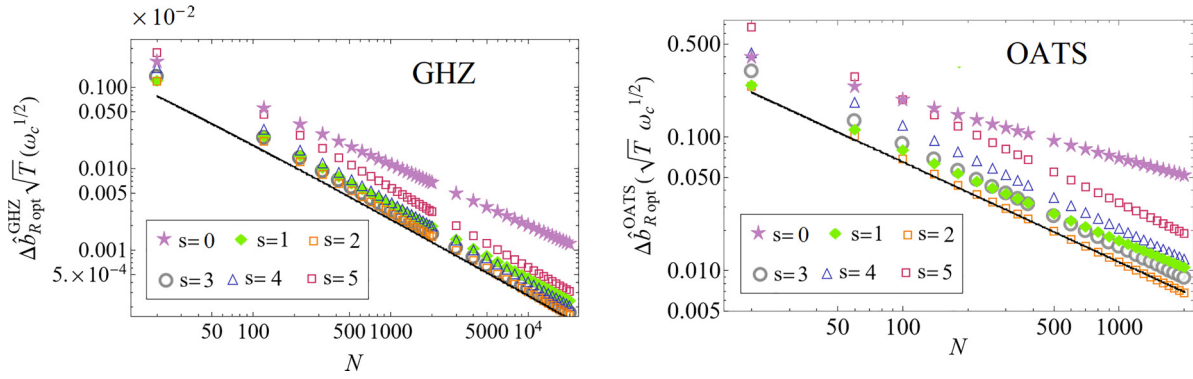 × 10⁻²
GHZ
Δb̂ᴳᴴᶻ_R opt √T (ω_c^1/2)
0.100
0.050
0.010
0.005
0.001
5.×10⁻⁴
s=0 s=1 s=2
s=3 s=4 s=5
50 100 500 1000 5000 10⁴
N
OATS
Δb̂ᴼᴬᵀˢ_R opt (√T ω_c^1/2)
0.500
0.100
0.050
0.010
0.005
s=0 s=1 s=2
s=3 s=4 s=5
50 100 500 1000
N